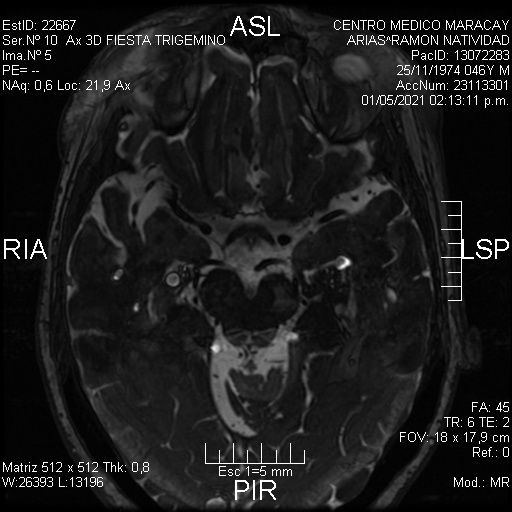 EstID: 22667
Ser.Nº 10 Ax 3D FIESTA TRIGEMINO
Ima.Nº 5
PE= --
NAq: 0,6 Loc: 21,9 Ax
ASL
CENTRO MEDICO MARACAY
ARIAS^RAMON NATIVIDAD
PacID: 13072283
25/11/1974 046Y M
AccNum: 23113301
01/05/2021 02:13:11 p.m.
RIA
LSP
FA: 45
TR: 6 TE: 2
FOV: 18 x 17,9 cm
Ref.: 0
Mod.: MR
Matriz 512 x 512 Thk: 0,8
W:26393 L:13196
Esc 1=5 mm
PIR